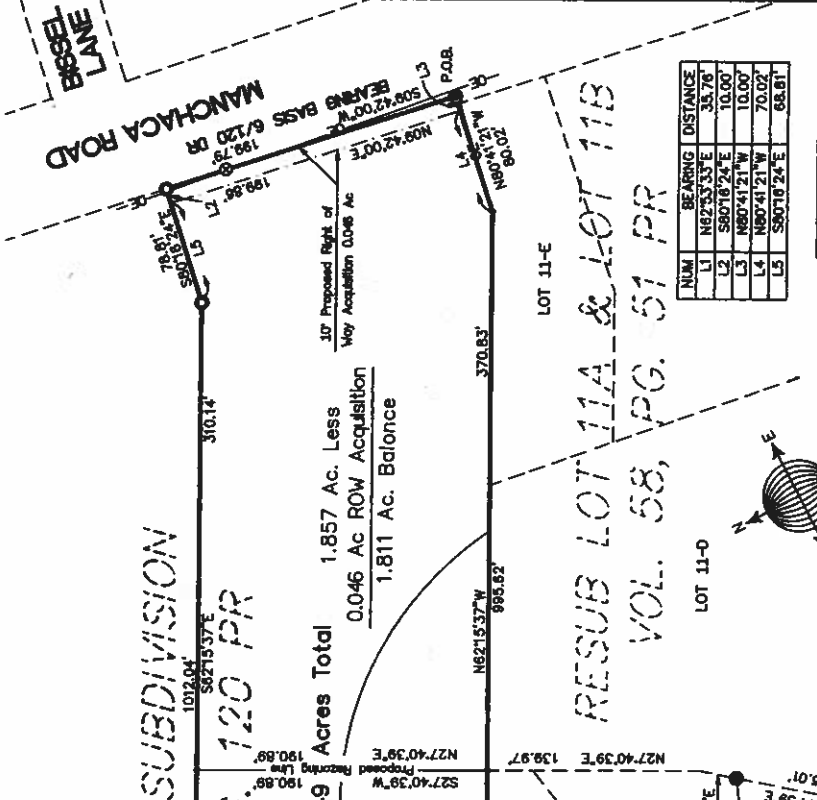 BISSEL
LANE
MANCHACA ROAD
BEARING BASIS 6/120 DR
S09°42'00"W
199.79'
199.86'
N09°42'00"E
OE
OE
OE
L3
P.O.B.
L4
N80°41'21"W
80.02'
L2
78.81'
S80°16'24"E
L5
10' Proposed Right of
Way Acquisition 0.046 Ac
310.14'
370.83'
1.857 Ac. Less
0.046 Ac ROW Acquisition
1.811 Ac. Balance
9 Acres Total
SUBDIVISION
120 PR
1012.04'
S62°15'37"E
N62°15'37"W
995.62'
190.89'
N27°40'39"E
Proposed Rezoning Line
190.89'
S27°40'39"W
139.97'
N27°40'39"E
LOT 11-E
RESUB LOT 11A & LOT 11B
VOL. 58, PG. 51 PR
LOT 11-D
NUM BEARING DISTANCE
L1 N62°53'33"E 35.76'
L2 S80°16'24"E 10.00'
L3 N80°41'21"W 10.00'
L4 N80°41'21"W 70.02'
L5 S80°16'24"E 68.81'
N
E